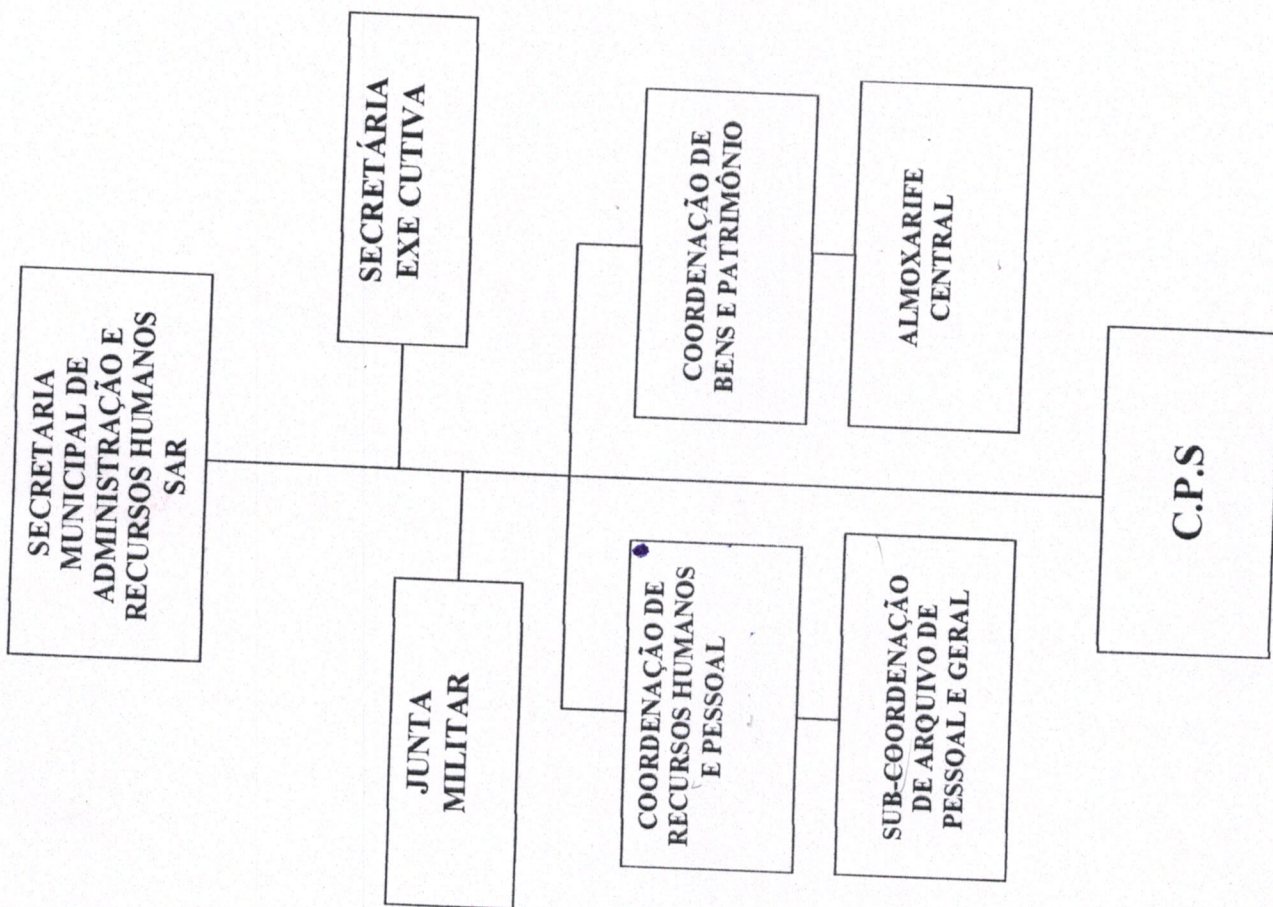 SECRETARIA
MUNICIPAL DE
ADMINISTRAÇÃO E
RECURSOS HUMANOS
SAR
SECRETÁRIA
EXE CUTIVA
JUNTA
MILITAR
COORDENAÇÃO DE
RECURSOS HUMANOS
E PESSOAL
COORDENAÇÃO DE
BENS E PATRIMÔNIO
SUB-COORDENAÇÃO
DE ARQUIVO DE
PESSOAL E GERAL
ALMOXARIFE
CENTRAL
C.P.S